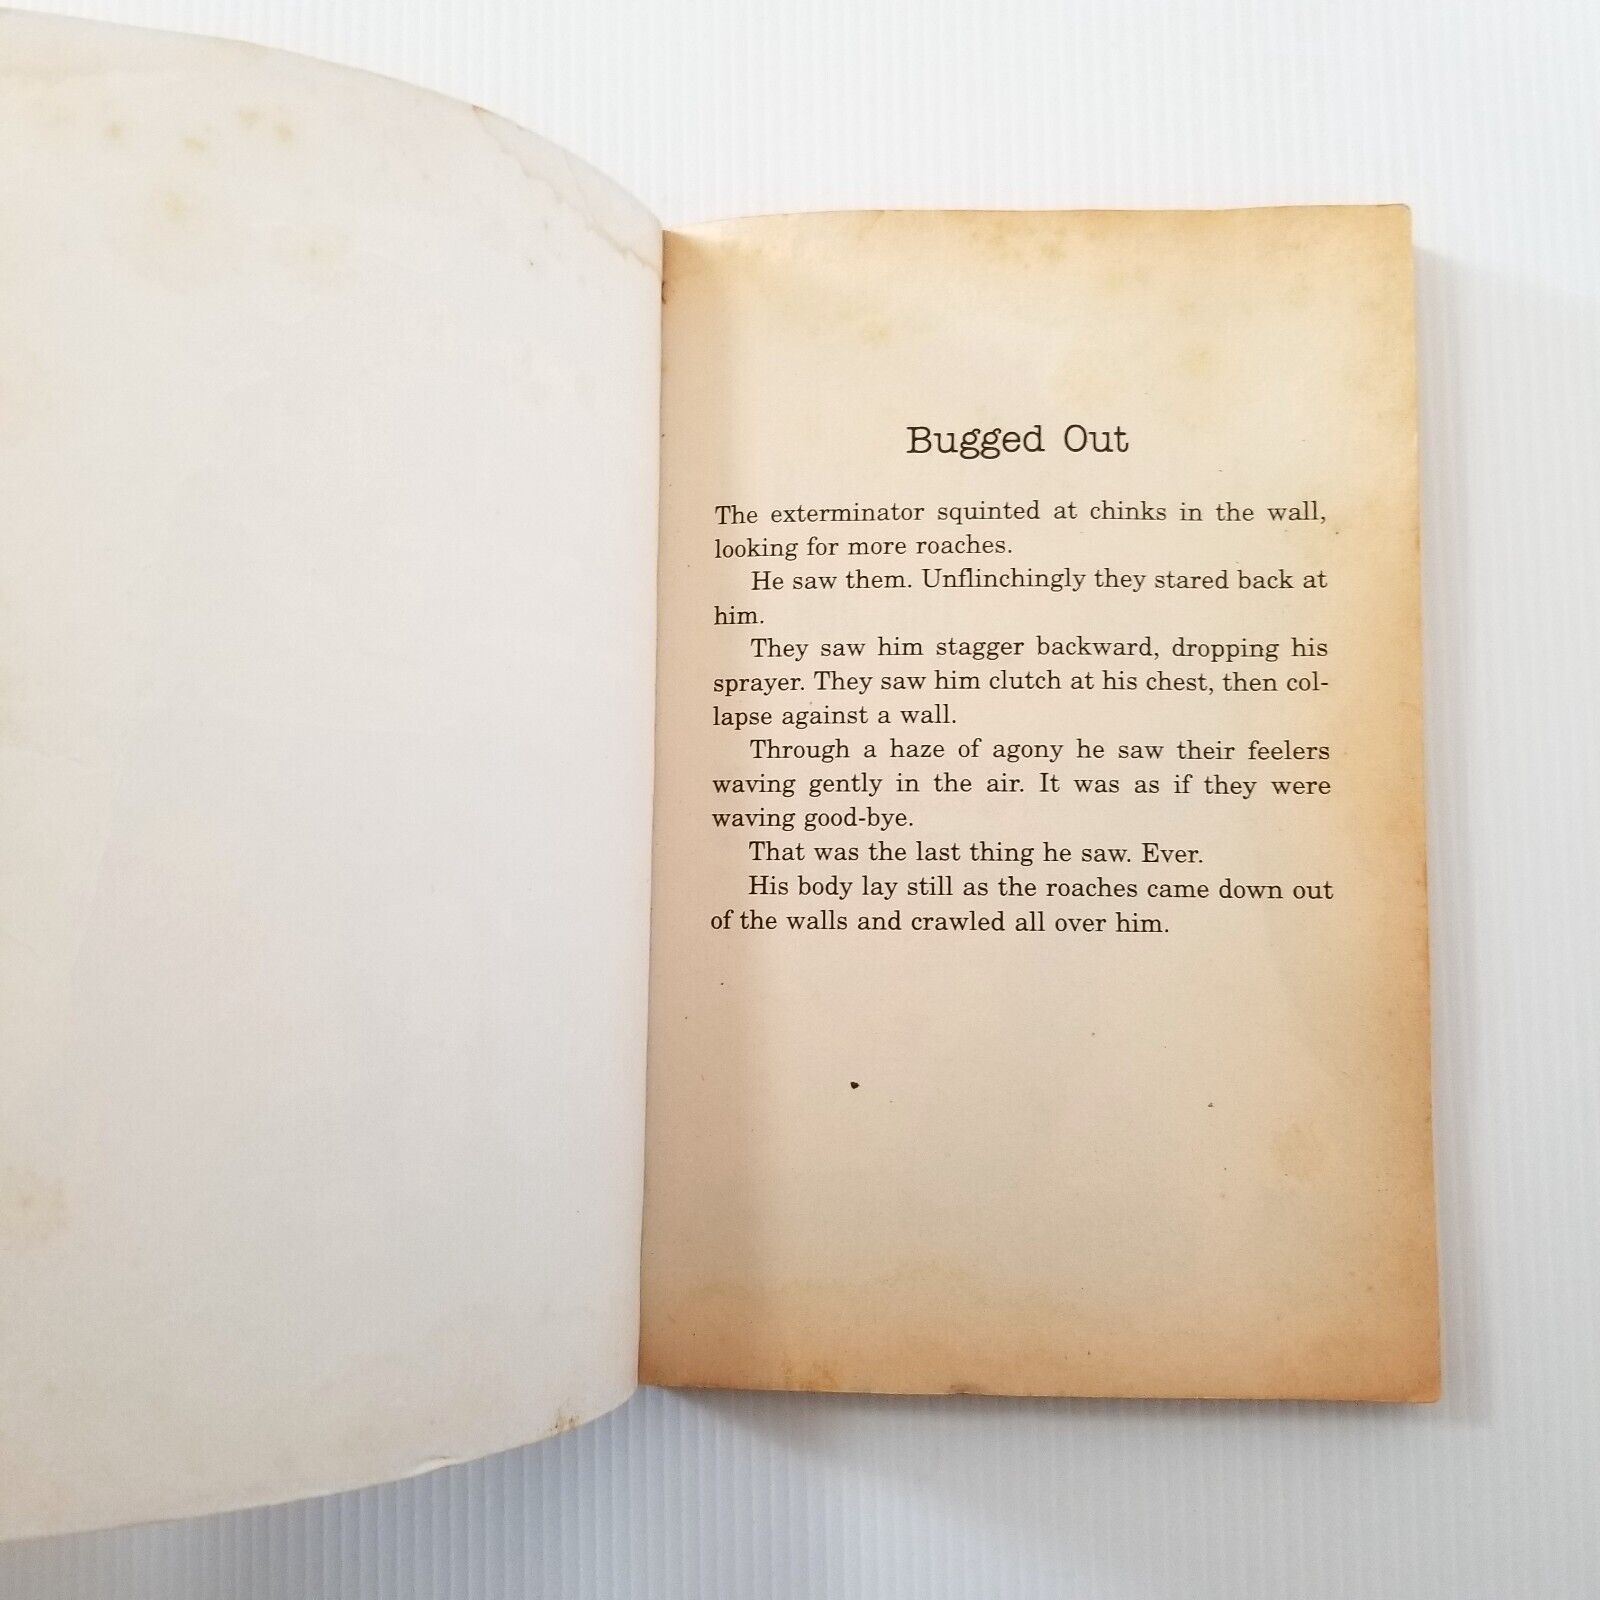 Bugged Out
The exterminator squinted at chinks in the wall,
looking for more roaches.
He saw them. Unflinchingly they stared back at
him.
They saw him stagger backward, dropping his
sprayer. They saw him clutch at his chest, then col-
lapse against a wall.
Through a haze of agony he saw their feelers
waving gently in the air. It was as if they were
waving good-bye.
That was the last thing he saw. Ever.
His body lay still as the roaches came down out
of the walls and crawled all over him.